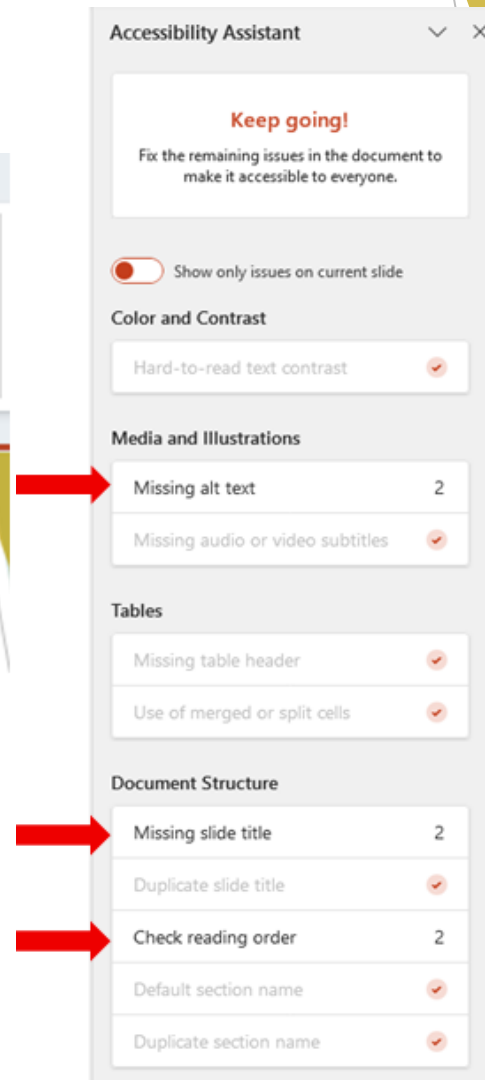 Accessibility Assistant
Keep going!
Fix the remaining issues in the document to
make it accessible to everyone.
Show only issues on current slide
Color and Contrast
Hard-to-read text contrast
Media and Illustrations
Missing alt text 2
Missing audio or video subtitles
Tables
Missing table header
Use of merged or split cells
Document Structure
Missing slide title 2
Duplicate slide title
Check reading order 2
Default section name
Duplicate section name